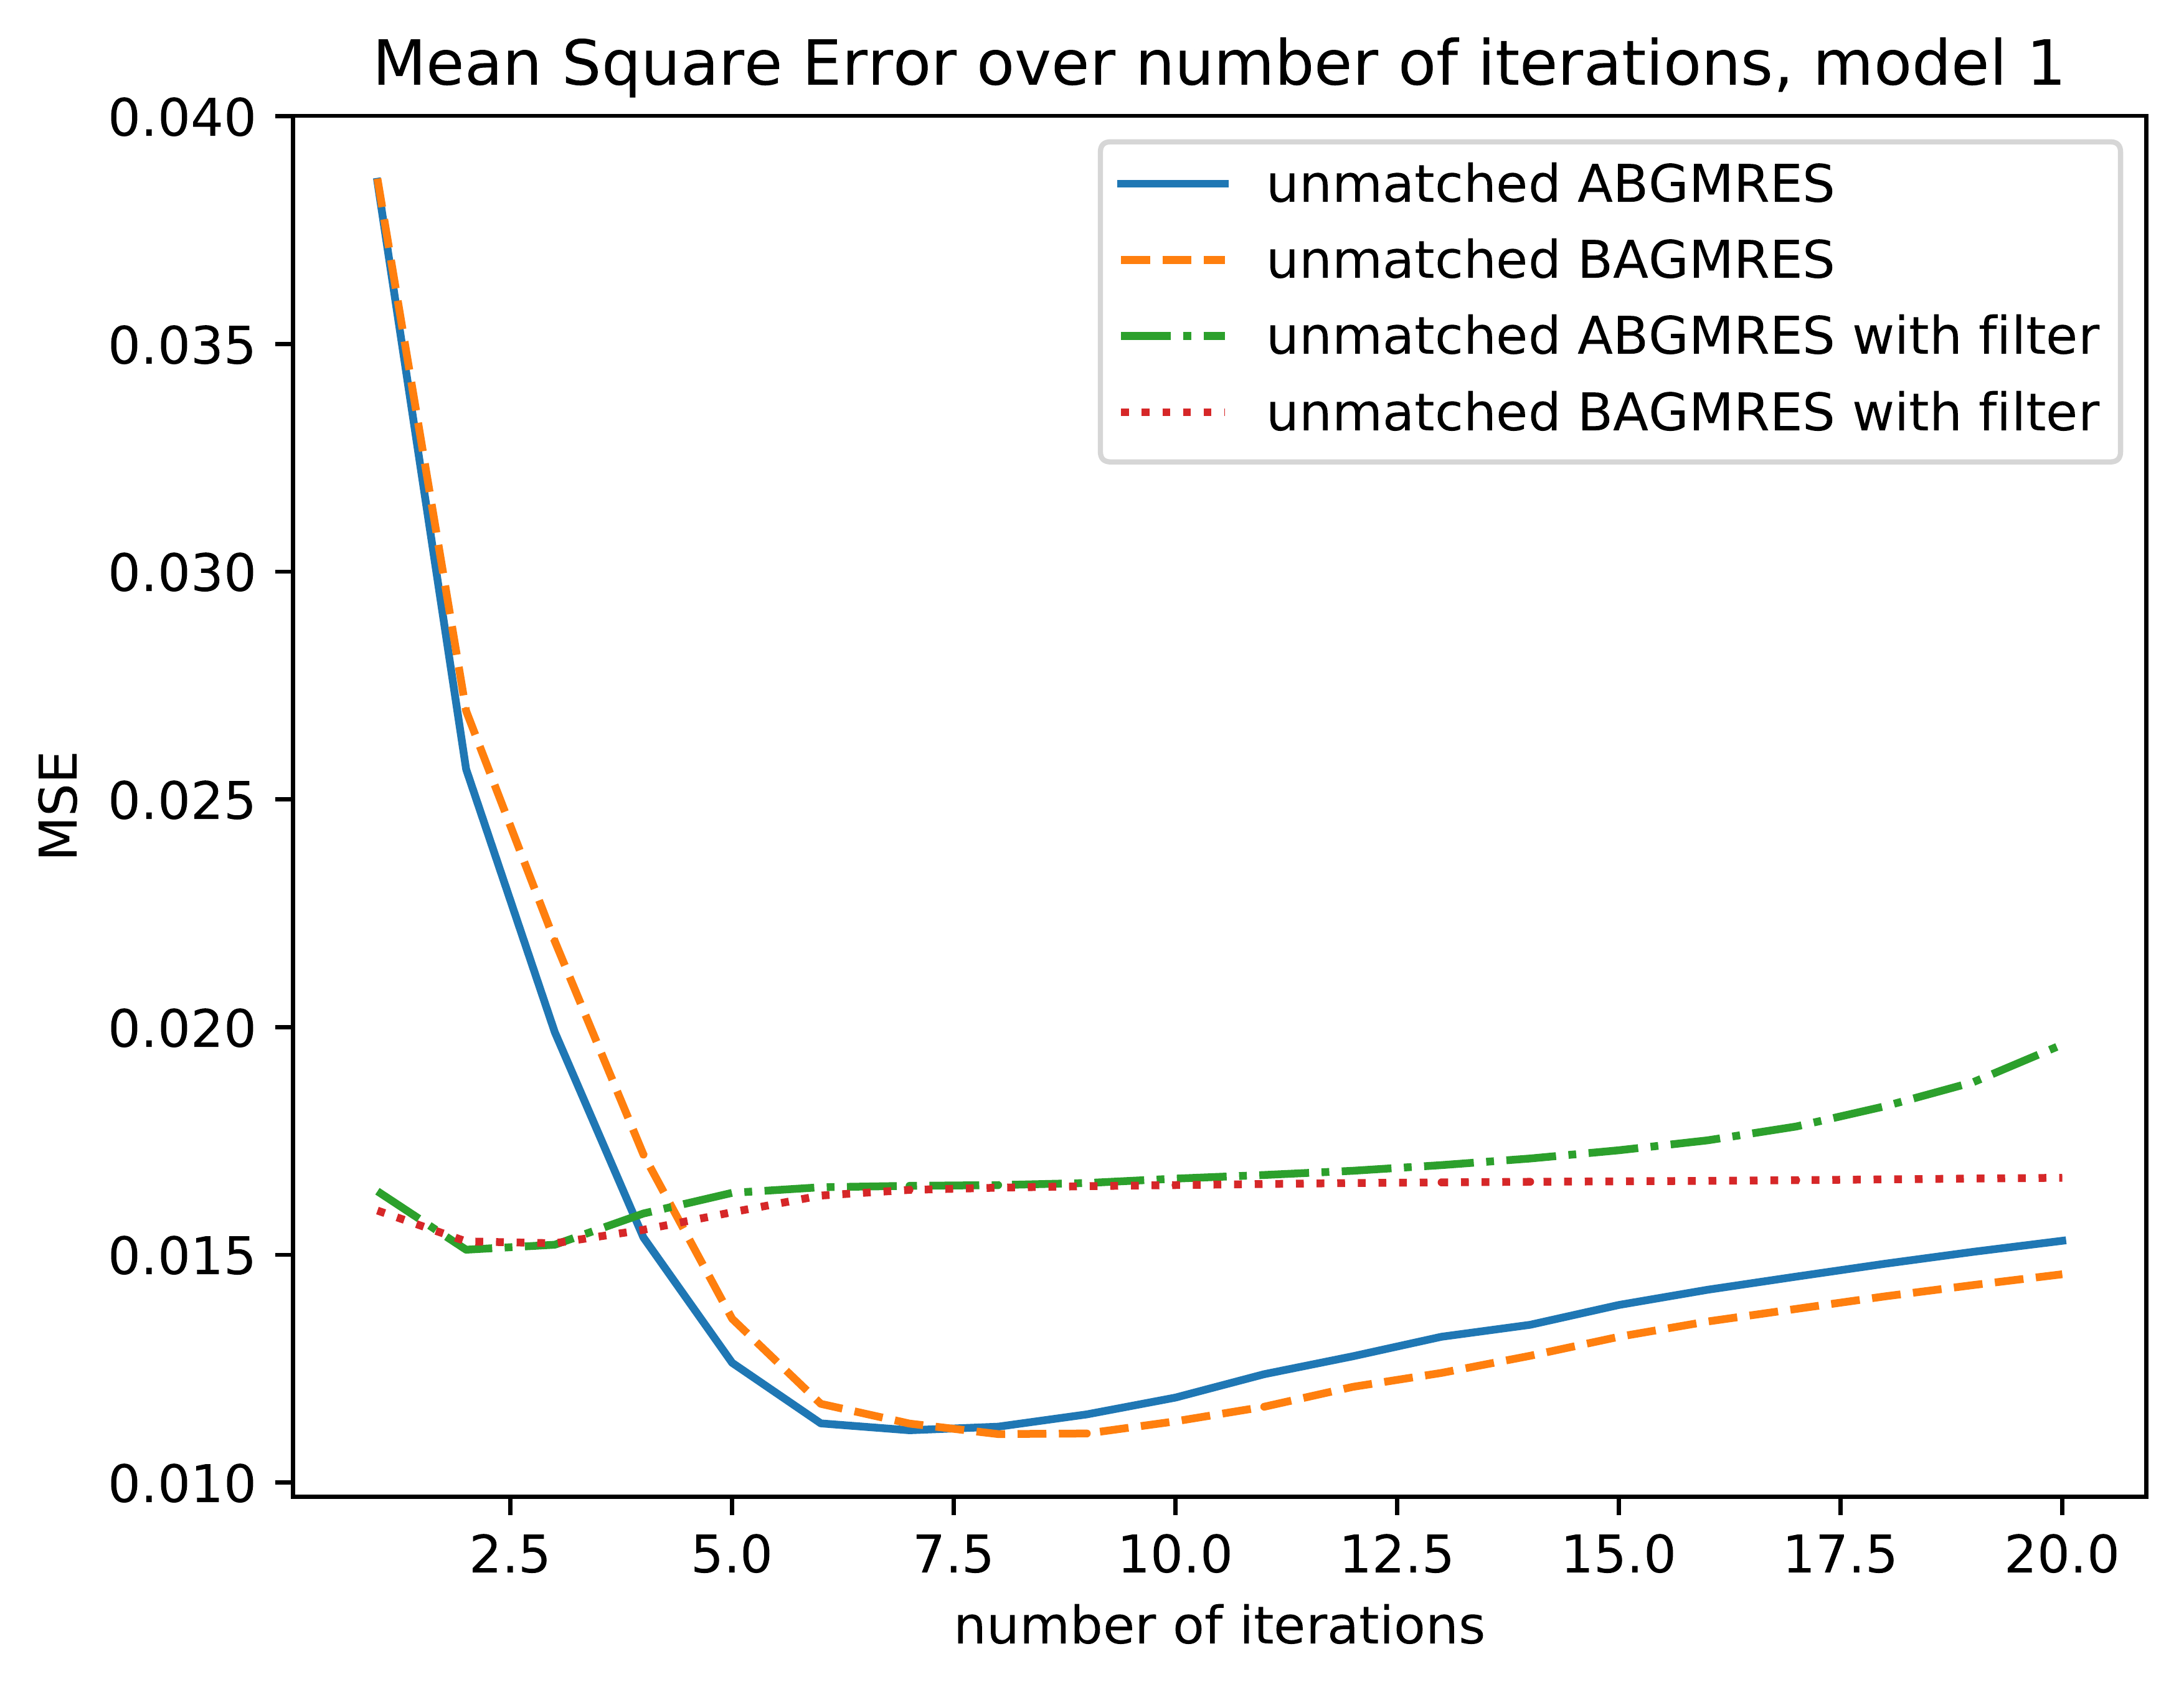 Mean Square Error over number of iterations, model 1
0.040
0.035
0.030
0.025
0.020
0.015
0.010
MSE
unmatched ABGMRES
unmatched BAGMRES
unmatched ABGMRES with filter
unmatched BAGMRES with filter
2.5 5.0 7.5 10.0 12.5 15.0 17.5 20.0
number of iterations